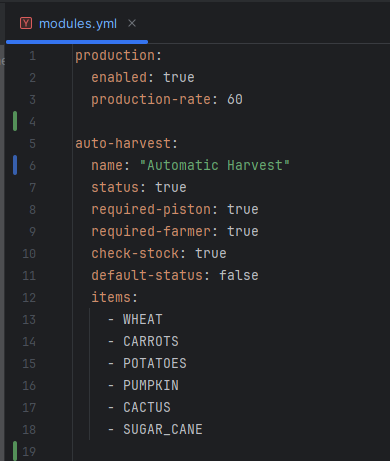 modules.yml
1 production:
2   enabled: true
3   production-rate: 60
4
5 auto-harvest:
6   name: "Automatic Harvest"
7   status: true
8   required-piston: true
9   required-farmer: true
10   check-stock: true
11   default-status: false
12   items:
13     - WHEAT
14     - CARROTS
15     - POTATOES
16     - PUMPKIN
17     - CACTUS
18     - SUGAR_CANE
19